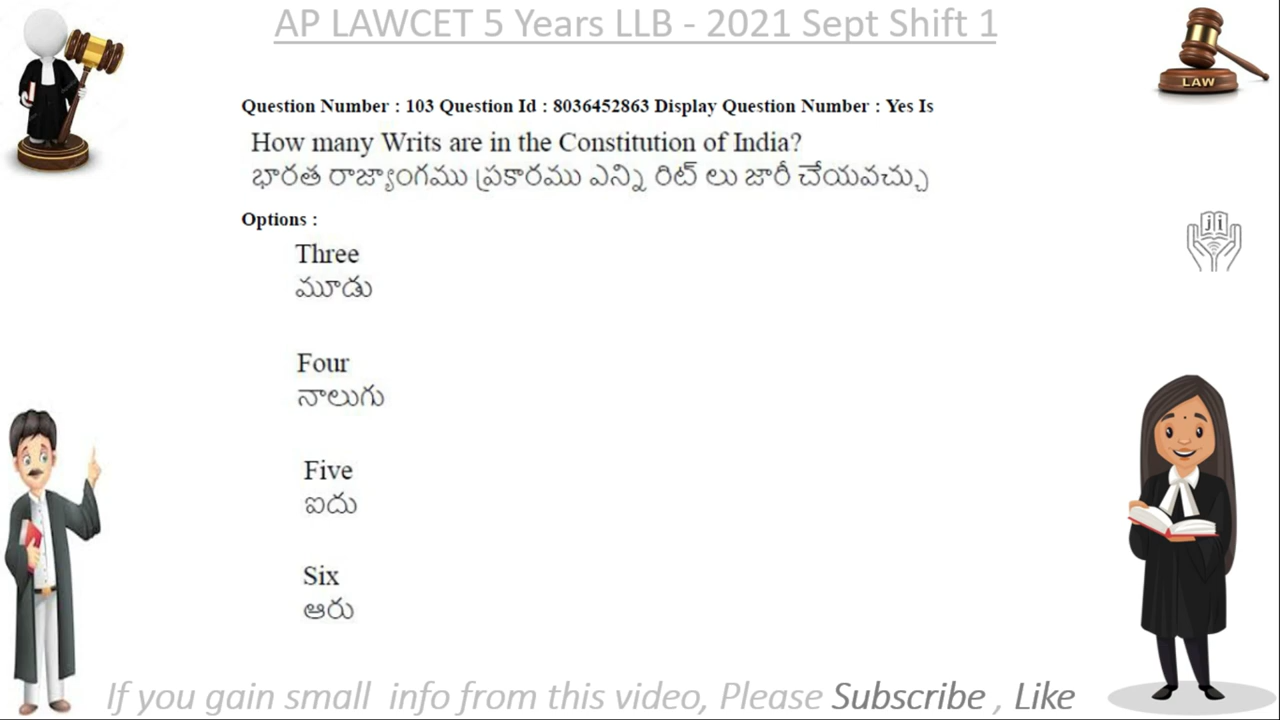 AP LAWCET 5 Years LLB - 2021 Sept Shift 1
LAW
Question Number : 103 Question Id : 8036452863 Display Question Number : Yes Is
How many Writs are in the Constitution of India?
భారత రాజ్యాంగము ప్రకారము ఎన్ని రిట్ లు జారీ చేయవచ్చు
Options :
ji
Three
మూడు
Four
నాలుగు
Five
ఐదు
Six
ఆరు
If you gain small info from this video, Please Subscribe , Like